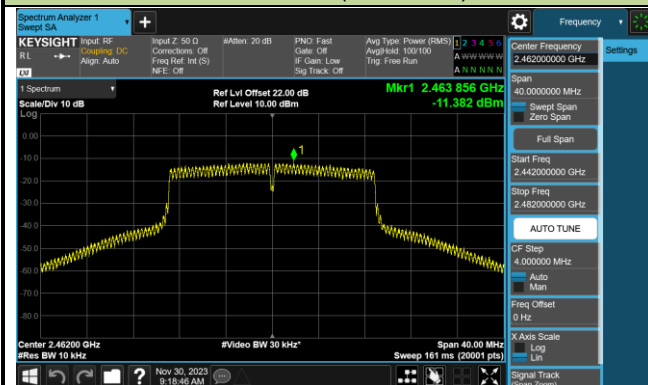 Spectrum Analyzer 1
Swept SA
Frequency
KEYSIGHT
R L
Input: RF
Coupling: DC
Align: Auto
Input Z: 50 Ω
Corrections: Off
Freq Ref: Int (S)
NFE: Off
#Atten: 20 dB
PNO: Fast
Gate: Off
IF Gain: Low
Sig Track: Off
Avg Type: Power (RMS)
Avg|Hold: 100/100
Trig: Free Run
1 2 3 4 5 6
A W W W W W
A N N N N N
Settings
Center Frequency
2.462000000 GHz
Span
40.0000000 MHz
Swept Span
Zero Span
Full Span
Start Freq
2.442000000 GHz
Stop Freq
2.482000000 GHz
AUTO TUNE
CF Step
4.000000 MHz
Auto
Man
Freq Offset
0 Hz
X Axis Scale
Log
Lin
Signal Track
1 Spectrum
Scale/Div 10 dB
Log
Ref Lvl Offset 22.00 dB
Ref Level 10.00 dBm
Mkr1 2.463 856 GHz
-11.382 dBm
1
0.00
-10.0
-20.0
-30.0
-40.0
-50.0
-60.0
-70.0
-80.0
Center 2.46200 GHz
#Res BW 10 kHz
#Video BW 30 kHz*
Span 40.00 MHz
Sweep 161 ms (20001 pts)
?
Nov 30, 2023
9:18:46 AM